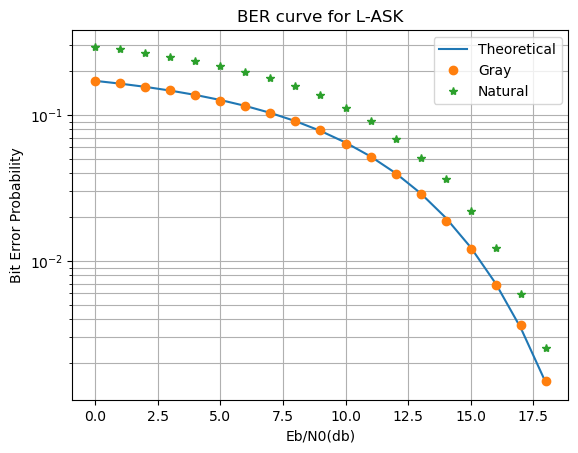 BER curve for L-ASK
Theoretical
Gray
Natural
10⁻¹
10⁻²
Bit Error Probability
0.0 2.5 5.0 7.5 10.0 12.5 15.0 17.5
Eb/N0(db)